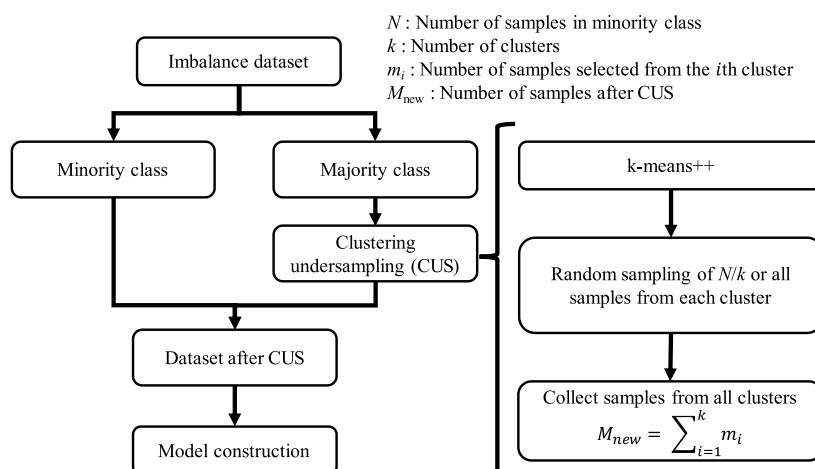 N : Number of samples in minority class
k : Number of clusters
mᵢ : Number of samples selected from the ith cluster
Mnew : Number of samples after CUS
Imbalance dataset
Minority class
Majority class
Clustering
undersampling (CUS)
Dataset after CUS
Model construction
k-means++
Random sampling of N/k or all
samples from each cluster
Collect samples from all clusters
Mnew = ∑ᵢ₌₁ᵏ mᵢ